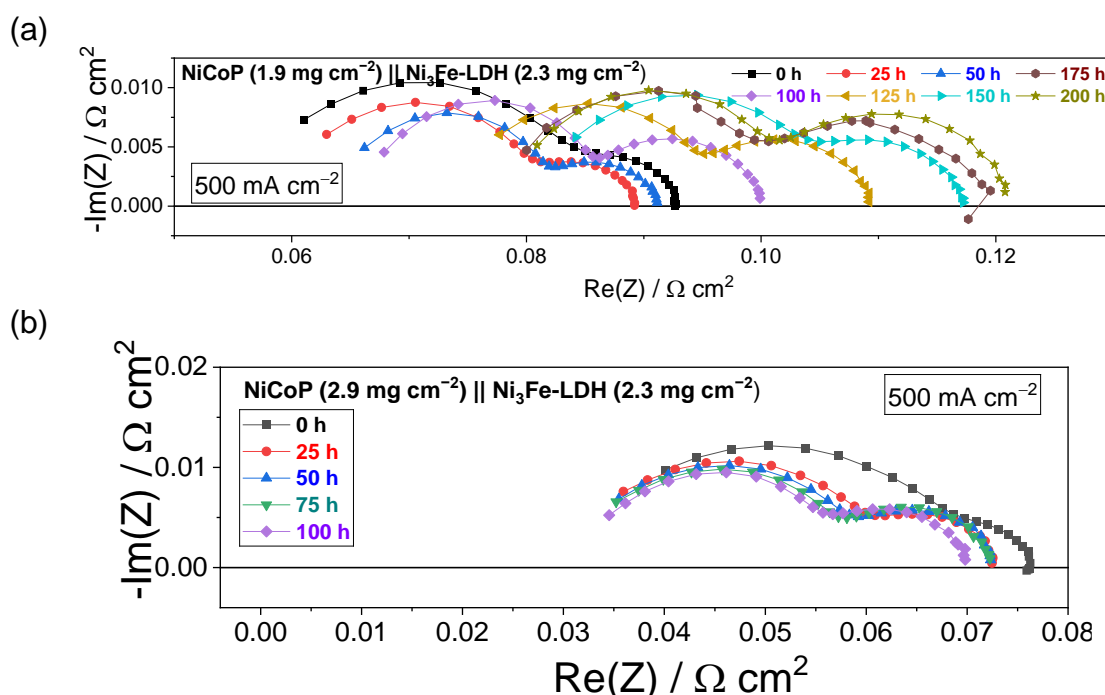 (a)
NiCoP (1.9 mg cm⁻²) || Ni₃Fe-LDH (2.3 mg cm⁻²)
0 h 25 h 50 h 175 h
100 h 125 h 150 h 200 h
500 mA cm⁻²
-Im(Z) / Ω cm²
0.010
0.005
0.000
0.06 0.08 0.10 0.12
Re(Z) / Ω cm²
(b)
NiCoP (2.9 mg cm⁻²) || Ni₃Fe-LDH (2.3 mg cm⁻²)
500 mA cm⁻²
0 h
25 h
50 h
75 h
100 h
-Im(Z) / Ω cm²
0.02
0.01
0.00
0.00 0.01 0.02 0.03 0.04 0.05 0.06 0.07 0.08
Re(Z) / Ω cm²